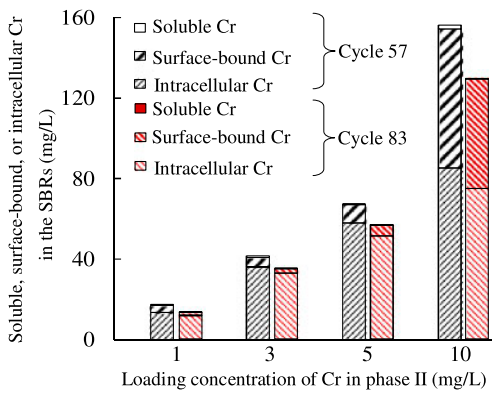 Soluble, surface-bound, or intracellular Cr
in the SBRs (mg/L)
160
120
80
40
0
Soluble Cr
Surface-bound Cr
Intracellular Cr
Cycle 57
Soluble Cr
Surface-bound Cr
Intracellular Cr
Cycle 83
1 3 5 10
Loading concentration of Cr in phase II (mg/L)